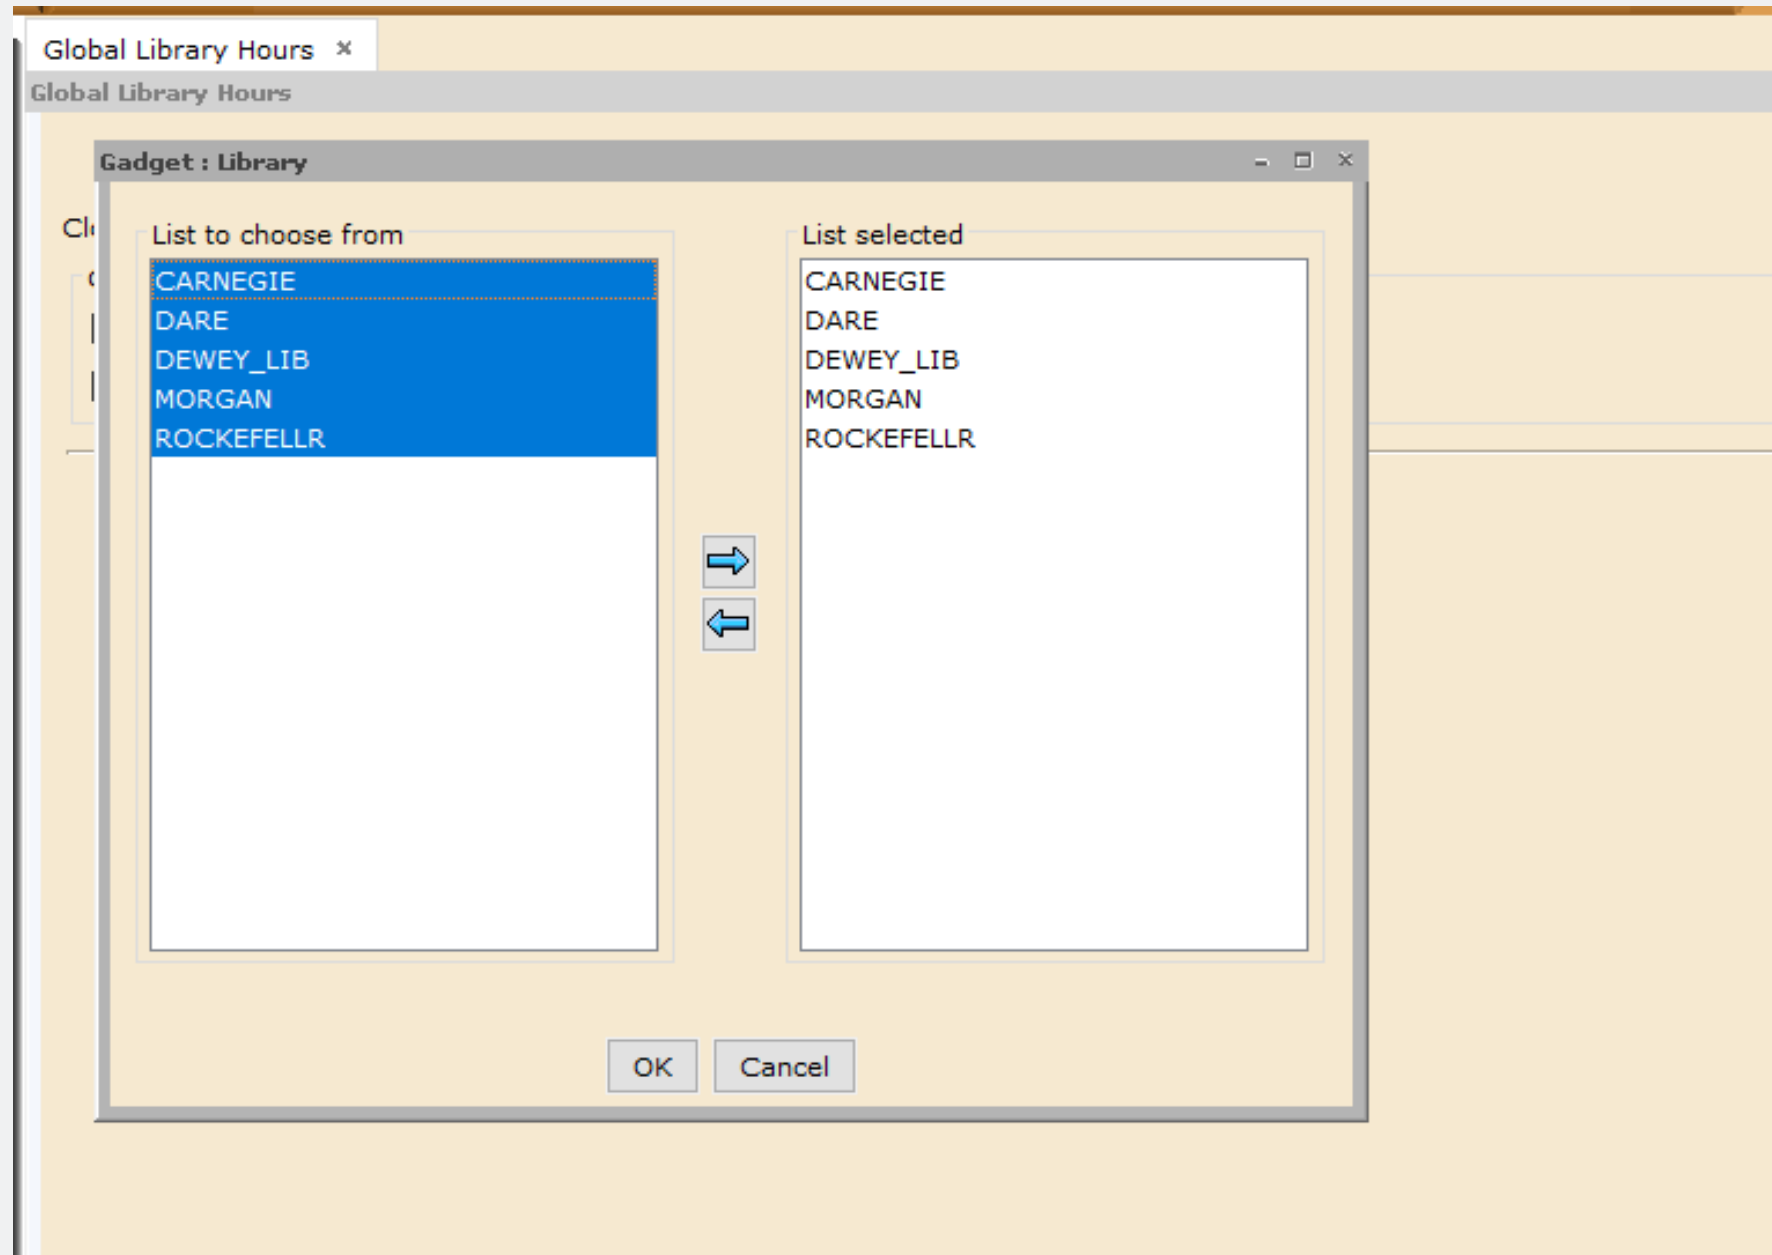 Global Library Hours
Global Library Hours
Gadget : Library
List to choose from
CARNEGIE
DARE
DEWEY_LIB
MORGAN
ROCKEFELLR
List selected
CARNEGIE
DARE
DEWEY_LIB
MORGAN
ROCKEFELLR
OK
Cancel